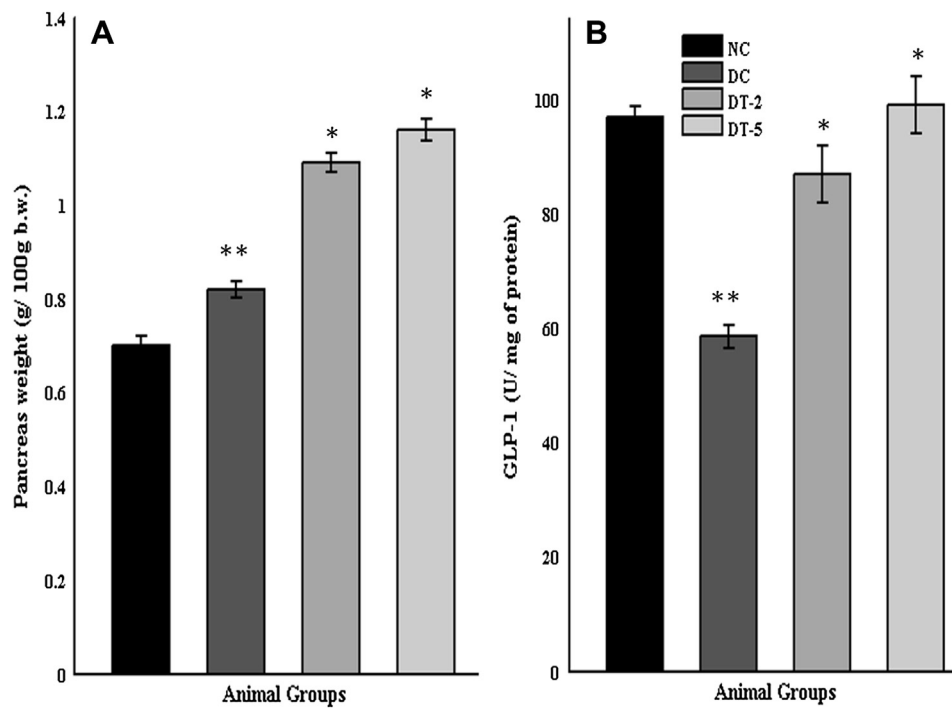 A
Pancreas weight (g/ 100g b.w.)
1.4
1.2
1
0.8
0.6
0.4
0.2
0
**
*
*
Animal Groups
B
GLP-1 (U/ mg of protein)
100
80
60
40
20
0
NC
DC
DT-2
DT-5
**
*
*
Animal Groups